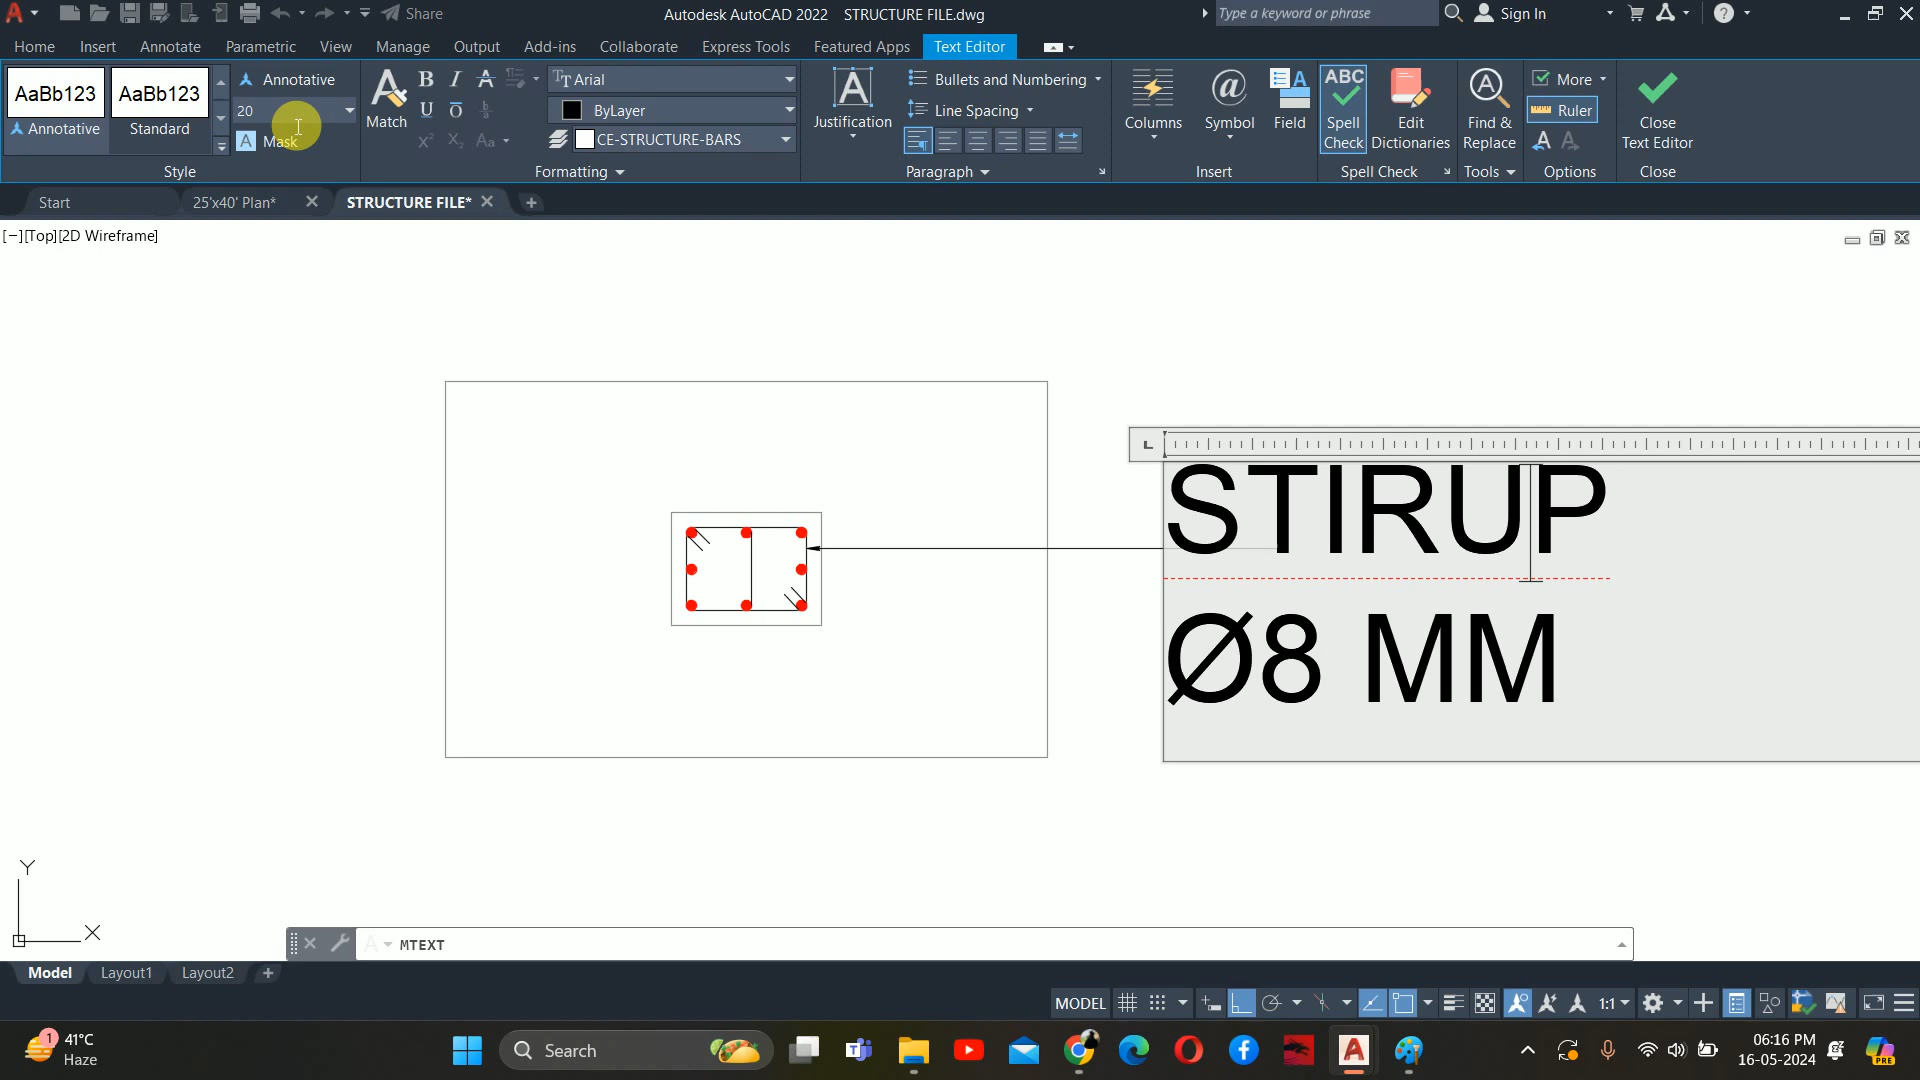 Share
Autodesk AutoCAD 2022 STRUCTURE FILE.dwg
Type a keyword or phrase
Sign In
Home Insert Annotate Parametric View Manage Output Add-ins Collaborate Express Tools Featured Apps Text Editor
AaBb123 AaBb123
Annotative Standard
Annotative
20
Mask
Style
Match
Arial
ByLayer
CE-STRUCTURE-BARS
Formatting
Justification
Bullets and Numbering
Line Spacing
Paragraph
Columns
Symbol
Field
Insert
ABC
Spell Check
Edit Dictionaries
Spell Check
Find & Replace
Tools
More
Ruler
Options
Close Text Editor
Close
Start 25'x40' Plan* STRUCTURE FILE*
[−][Top][2D Wireframe]
STIRUP
Ø8 MM
Y
X
MTEXT
Model Layout1 Layout2
MODEL 1:1
1
41°C
Haze
Search
PRE
06:16 PM
16-05-2024